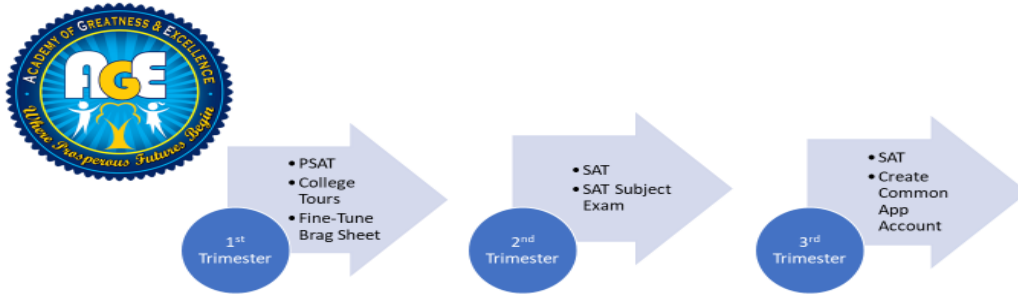 ACADEMY OF GREATNESS & EXCELLENCE
AGE
Where Prosperous Futures Begin
• PSAT
• College
Tours
• Fine-Tune
Brag Sheet
1st
Trimester
• SAT
• SAT Subject
Exam
2nd
Trimester
• SAT
• Create
Common
App
Account
3rd
Trimester